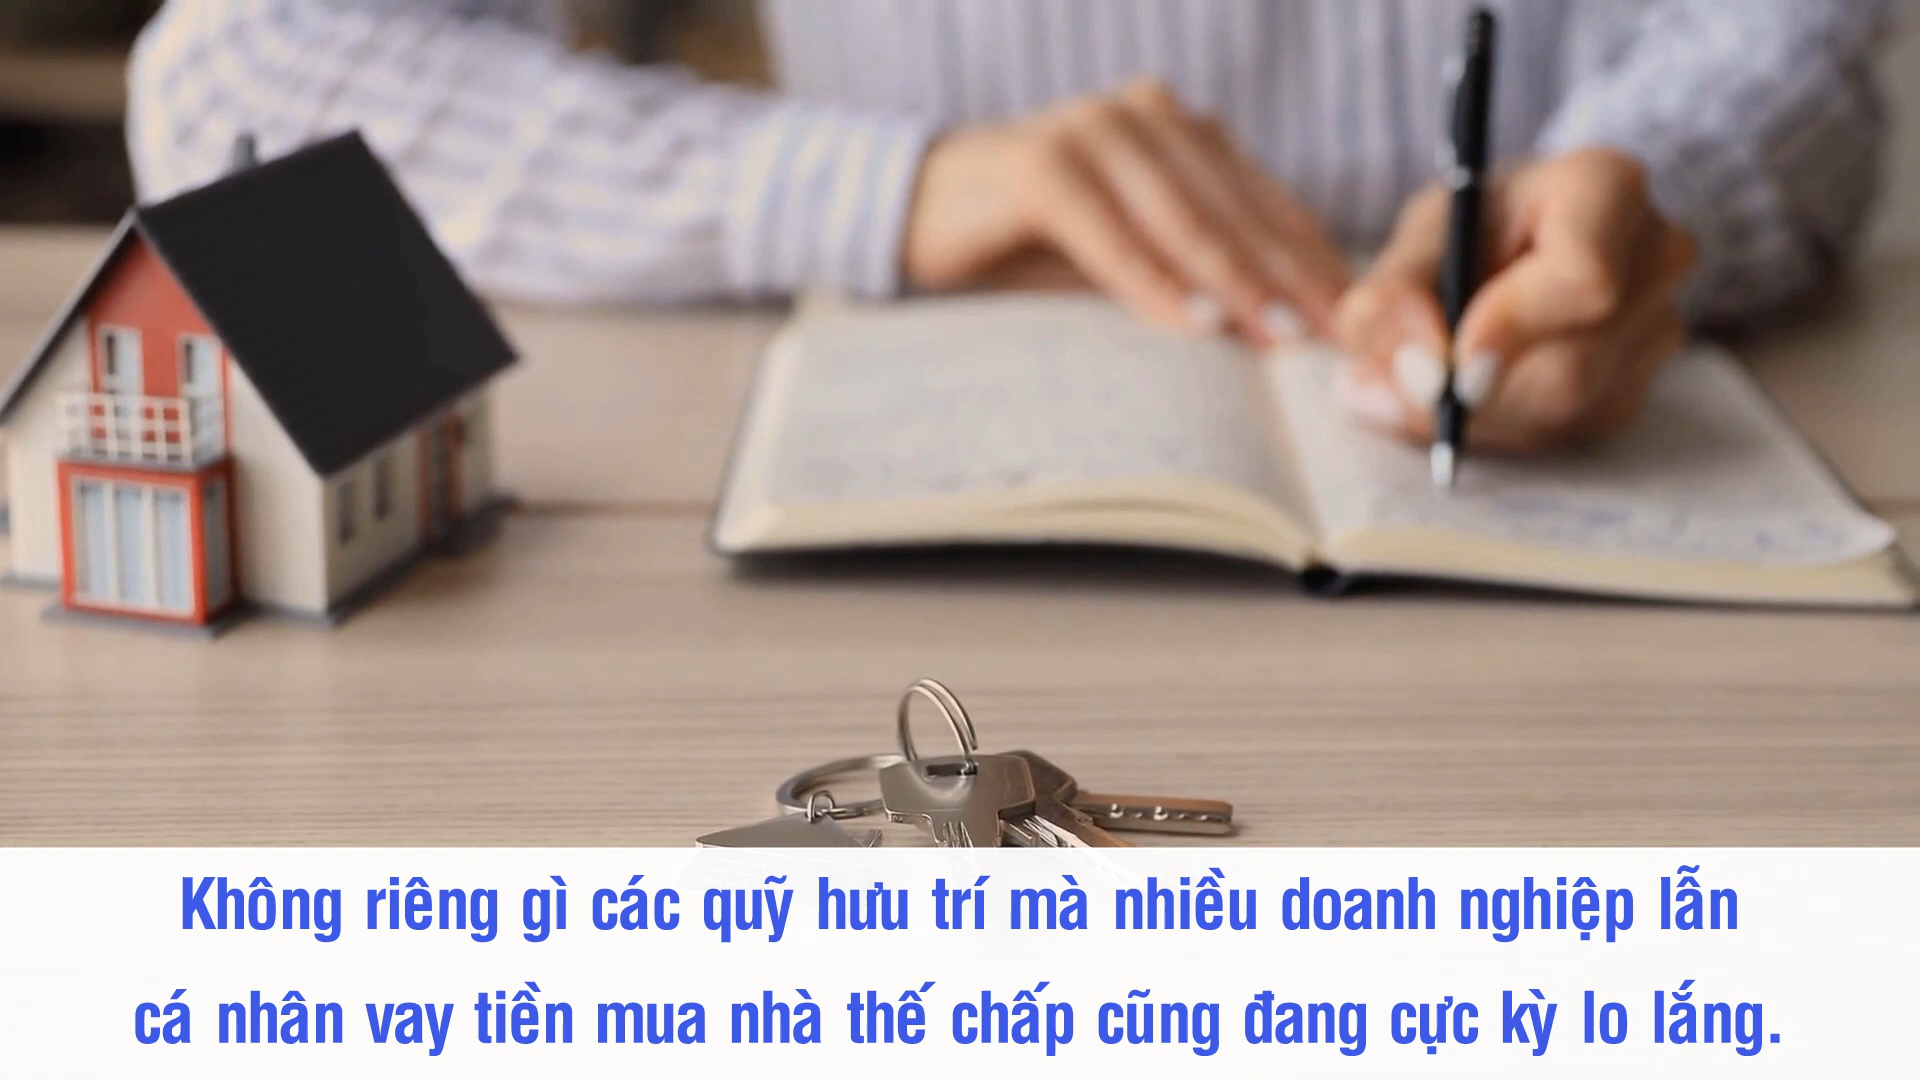 Không riêng gì các quỹ hưu trí mà nhiều doanh nghiệp lẫn
cá nhân vay tiền mua nhà thế chấp cũng đang cực kỳ lo lắng.